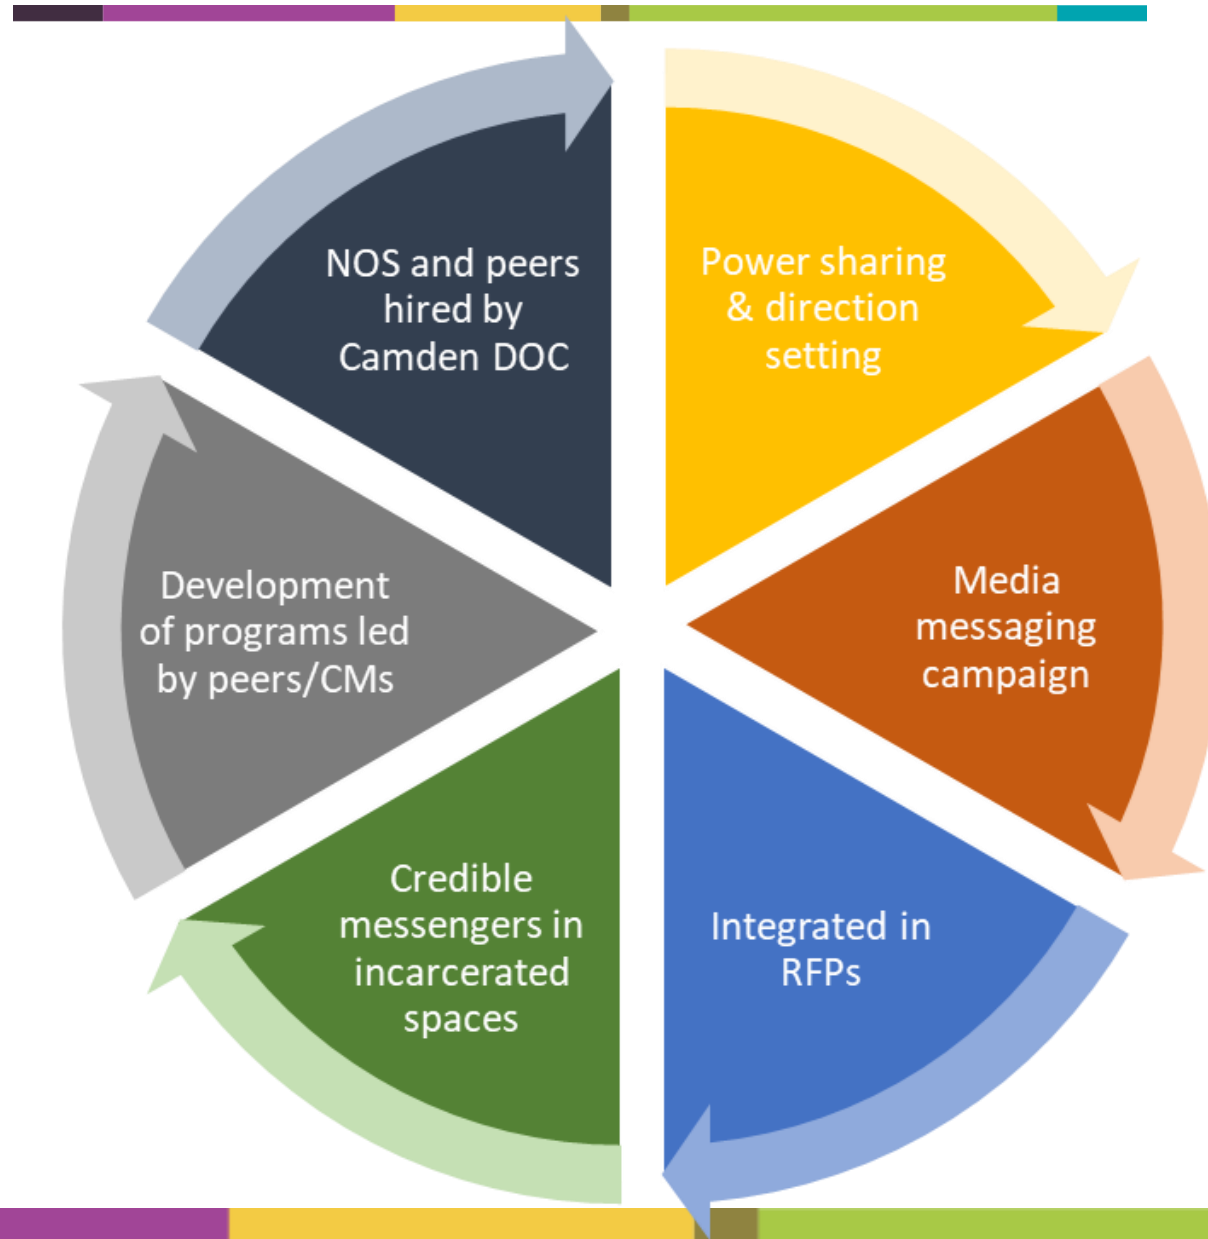 Power sharing
& direction
setting
Media
messaging
campaign
Integrated in
RFPs
Credible
messengers in
incarcerated
spaces
Development
of programs led
by peers/CMs
NOS and peers
hired by
Camden DOC